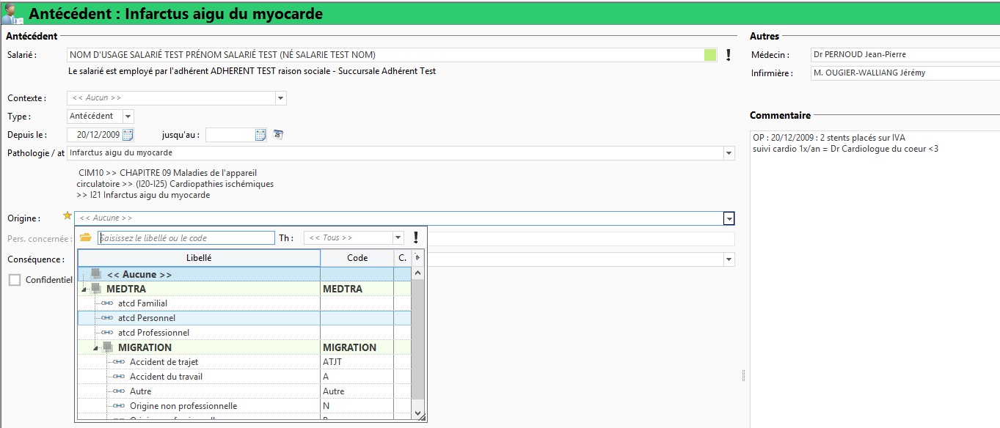 Antécédent : Infarctus aigu du myocarde
Antécédent
Salarié : NOM D'USAGE SALARIÉ TEST PRÉNOM SALARIÉ TEST (NÉ SALARIE TEST NOM)
Le salarié est employé par l'adhérent ADHERENT TEST raison sociale - Succursale Adhérent Test
Contexte : << Aucun >>
Type : Antécédent
Depuis le : 20/12/2009 jusqu'au :
Pathologie / at Infarctus aigu du myocarde
CIM10 >> CHAPITRE 09 Maladies de l'appareil
circulatoire >> (I20-I25) Cardiopathies ischémiques
>> I21 Infarctus aigu du myocarde
Origine : << Aucune >>
Pers. concernée :
Conséquence :
Confidentiel
Saisissez le libellé ou le code Th : << Tous >>
Libellé Code C.
<< Aucune >>
MEDTRA MEDTRA
atcd Familial
atcd Personnel
atcd Professionnel
MIGRATION MIGRATION
Accident de trajet ATJT
Accident du travail A
Autre Autre
Origine non professionnelle N
Autres
Médecin : Dr PERNOUD Jean-Pierre
Infirmière : M. OUGIER-WALLIANG Jérémy
Commentaire
OP : 20/12/2009 : 2 stents placés sur IVA
suivi cardio 1x/an = Dr Cardiologue du coeur <3